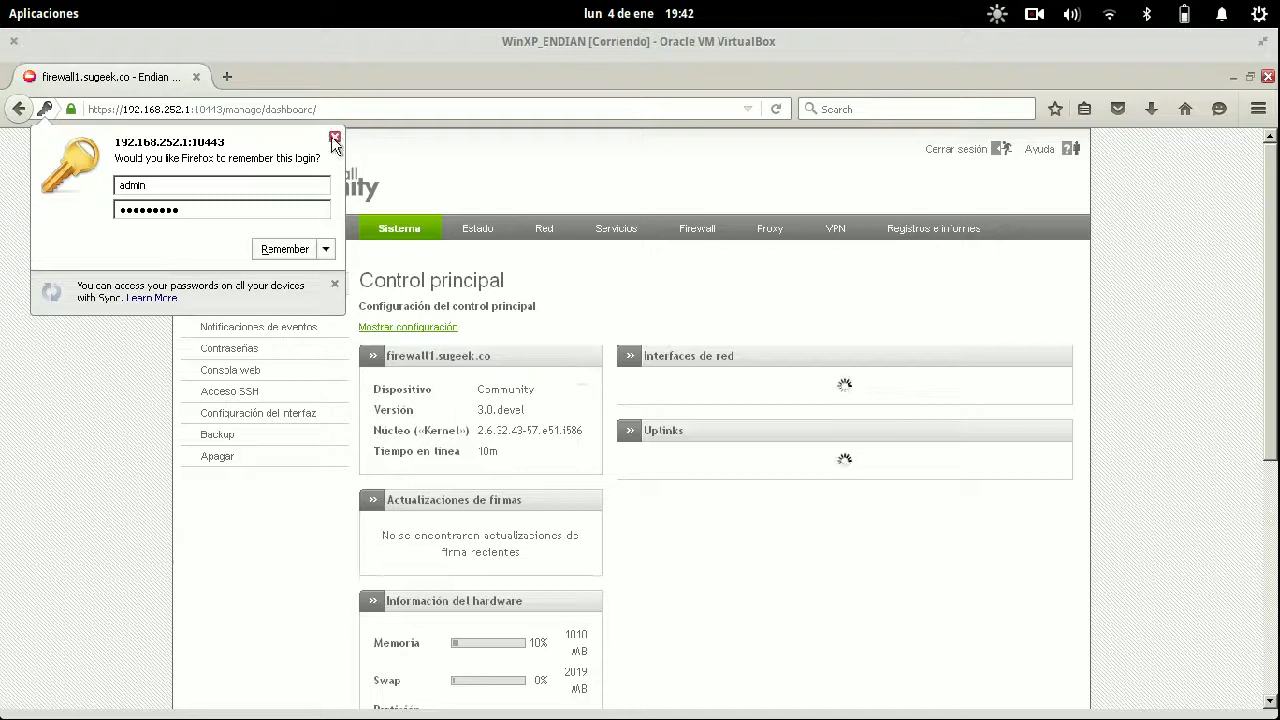 Aplicaciones
lun 4 de ene 19:42
WinXP_ENDIAN [Corriendo] - Oracle VM VirtualBox
firewall1.sugeek.co - Endian ...
https://192.168.252.1:10443/manage/dashboard/
Search
192.168.252.1:10443
Would you like Firefox to remember this login?
admin
●●●●●●●●●
Remember
You can access your passwords on all your devices
with Sync. Learn More
Cerrar sesión
Ayuda
Sistema
Estado
Red
Servicios
Firewall
Proxy
VPN
Registros e informes
Control principal
Configuración del control principal
Mostrar configuración
Notificaciones de eventos
Contraseñas
Consola web
Acceso SSH
Configuración del interfaz
Backup
Apagar
firewall1.sugeek.co
Dispositivo Community
Versión 3.0.devel
Núcleo («Kernel») 2.6.32.43-57.e51.i586
Tiempo en línea 10m
Actualizaciones de firmas
No se encontraron actualizaciones de
firma recientes
Información del hardware
Memoria 10% 1010
MB
Swap 0% 2019
MB
Interfaces de red
Uplinks